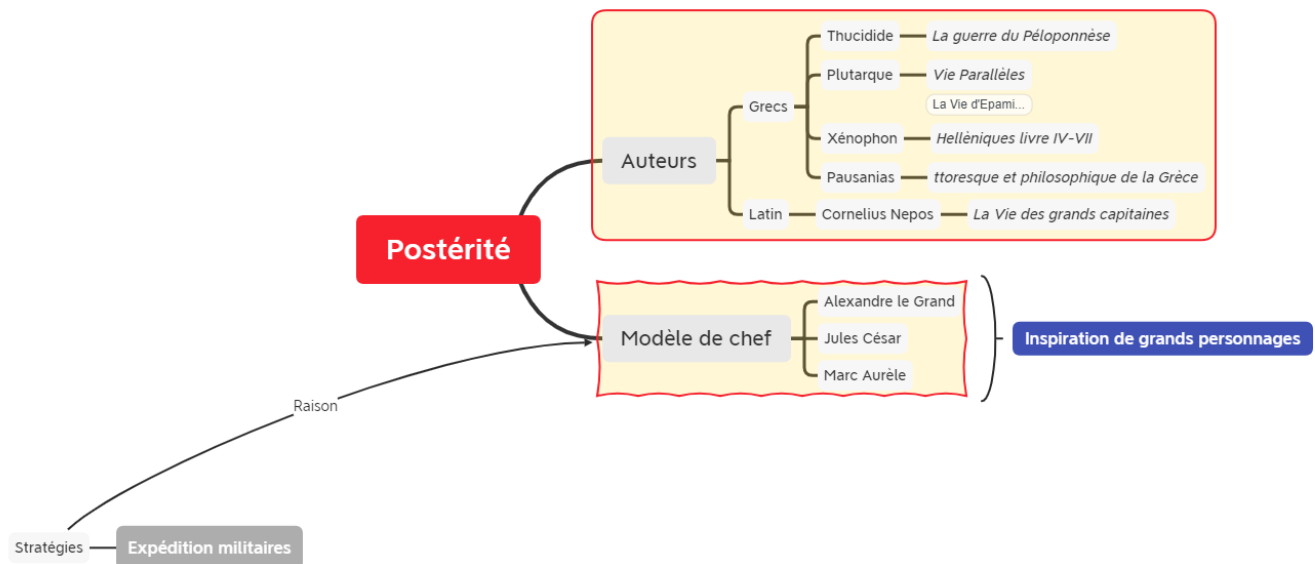 Thucidide
La guerre du Péloponnèse
Plutarque
Vie Parallèles
La Vie d'Epami...
Grecs
Xénophon
Hellèniques livre IV-VII
Auteurs
Pausanias
ttoresque et philosophique de la Grèce
Latin
Cornelius Nepos
La Vie des grands capitaines
Postérité
Alexandre le Grand
Modèle de chef
Jules César
Marc Aurèle
Inspiration de grands personnages
Raison
Stratégies
Expédition militaires